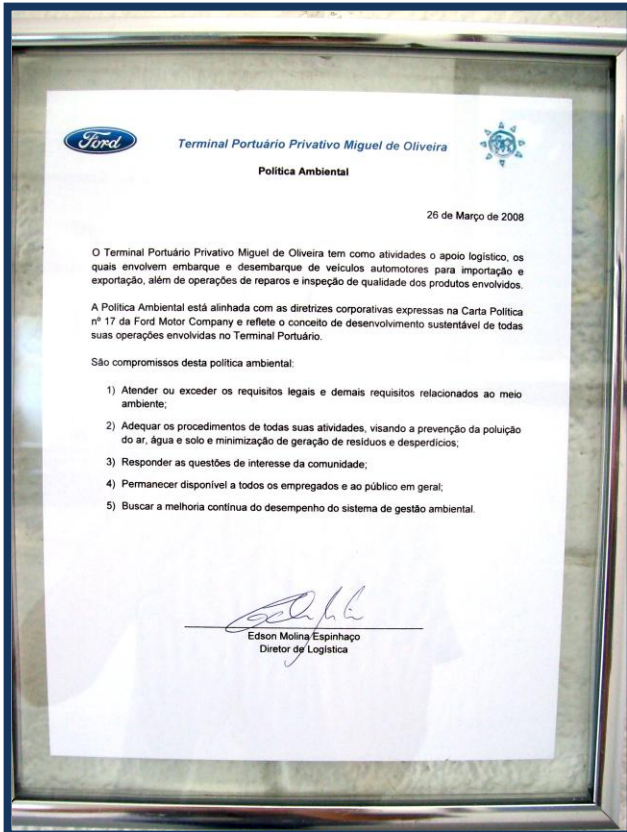 Ford
Terminal Portuário Privativo Miguel de Oliveira
Política Ambiental
26 de Março de 2008
O Terminal Portuário Privativo Miguel de Oliveira tem como atividades o apoio logístico, os
quais envolvem embarque e desembarque de veículos automotores para importação e
exportação, além de operações de reparos e inspeção de qualidade dos produtos envolvidos.
A Política Ambiental está alinhada com as diretrizes corporativas expressas na Carta Política
nº 17 da Ford Motor Company e reflete o conceito de desenvolvimento sustentável de todas
suas operações envolvidas no Terminal Portuário.
São compromissos desta política ambiental:
1) Atender ou exceder os requisitos legais e demais requisitos relacionados ao meio
ambiente;
2) Adequar os procedimentos de todas suas atividades, visando a prevenção da poluição
do ar, água e solo e minimização de geração de resíduos e desperdícios;
3) Responder as questões de interesse da comunidade;
4) Permanecer disponível a todos os empregados e ao público em geral;
5) Buscar a melhoria contínua do desempenho do sistema de gestão ambiental.
Edson Molina Espinhaço
Diretor de Logística